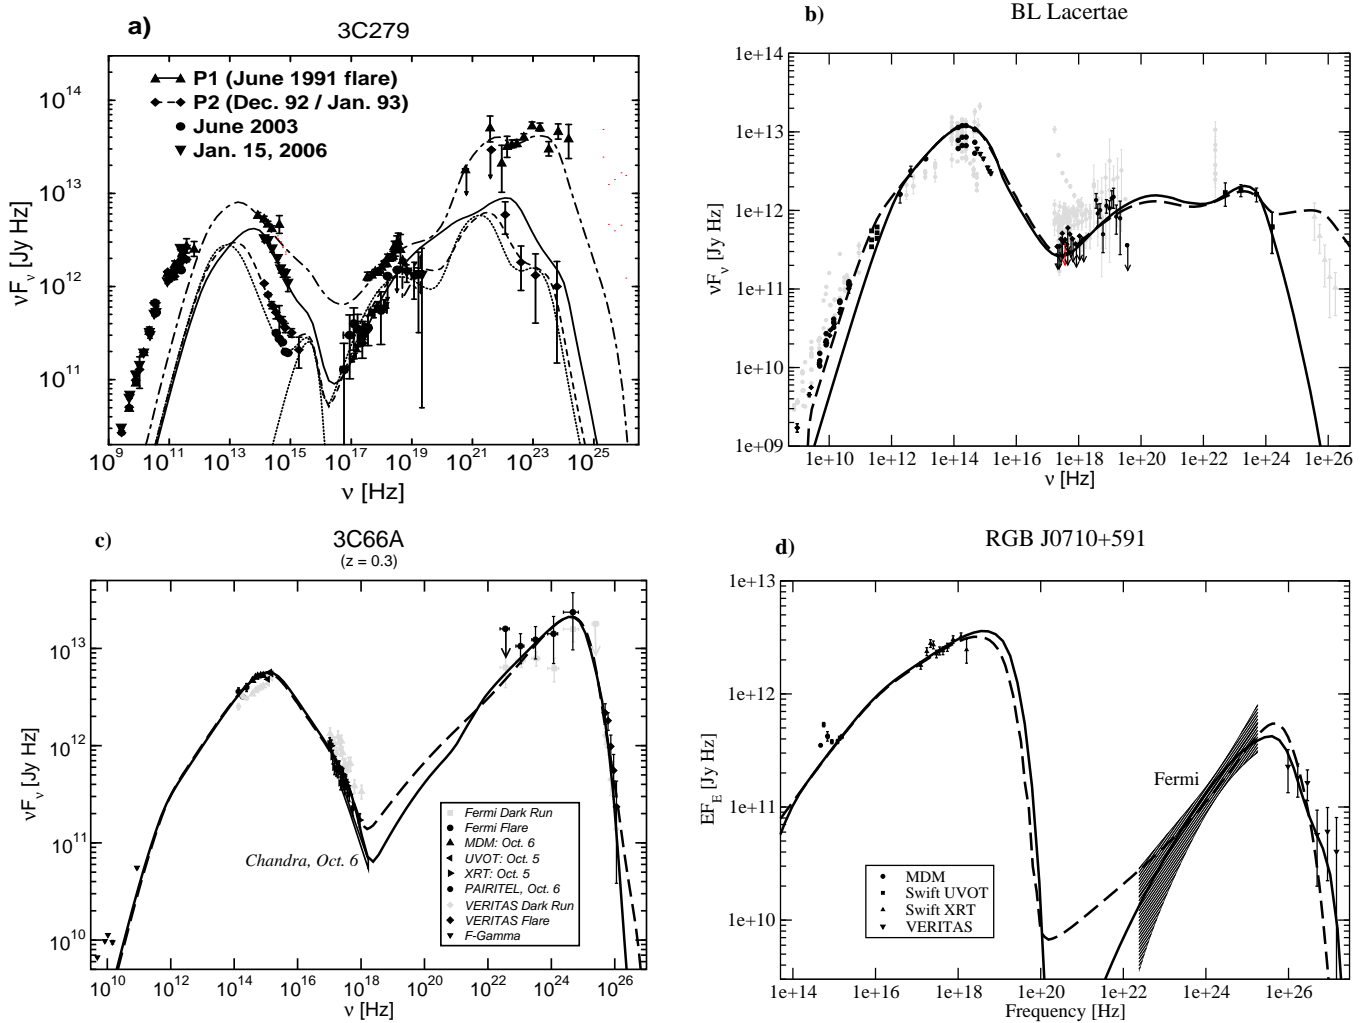 a)
3C279
P1 (June 1991 flare)
P2 (Dec. 92 / Jan. 93)
June 2003
Jan. 15, 2006
νFν [Jy Hz]
10^14
10^13
10^12
10^11
10^9 10^11 10^13 10^15 10^17 10^19 10^21 10^23 10^25
ν [Hz]
b)
BL Lacertae
νFν [Jy Hz]
1e+14
1e+13
1e+12
1e+11
1e+10
1e+09
1e+10 1e+12 1e+14 1e+16 1e+18 1e+20 1e+22 1e+24 1e+26
ν [Hz]
c)
3C66A
(z = 0.3)
νFν [Jy Hz]
10^13
10^12
10^11
10^10
Chandra, Oct. 6
Fermi Dark Run
Fermi Flare
MDM: Oct. 6
UVOT: Oct. 5
XRT: Oct. 5
PAIRITEL, Oct. 6
VERITAS Dark Run
VERITAS Flare
F-Gamma
10^10 10^12 10^14 10^16 10^18 10^20 10^22 10^24 10^26
ν [Hz]
d)
RGB J0710+591
EF_E [Jy Hz]
1e+13
1e+12
1e+11
1e+10
Fermi
MDM
Swift UVOT
Swift XRT
VERITAS
1e+14 1e+16 1e+18 1e+20 1e+22 1e+24 1e+26
Frequency [Hz]